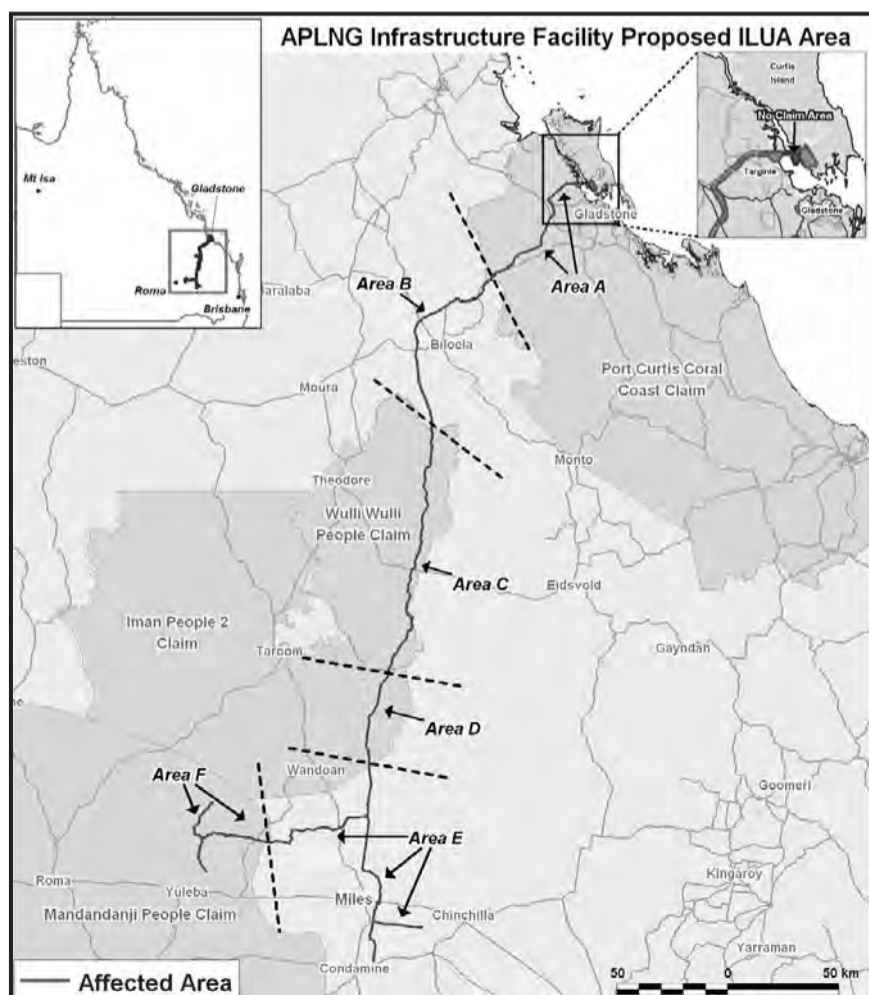 APLNG Infrastructure Facility Proposed ILUA Area
Mt Isa
Gladstone
Roma
Brisbane
Curtis
Island
No Claim Area
Targinie
Gladstone
Gladstone
Area B
Area A
Biloela
Moura
Port Curtis Coral
Coast Claim
Monto
Theodore
Wulli Wulli
People Claim
Area C
Eidsvold
Iman People 2
Claim
Gayndah
Taroom
Area D
Wandoan
Area F
Goomeri
Area E
Roma
Yuleba
Kingaroy
Miles
Chinchilla
Mandandanji People Claim
Yarraman
Condamine
Affected Area
50 0 50 km